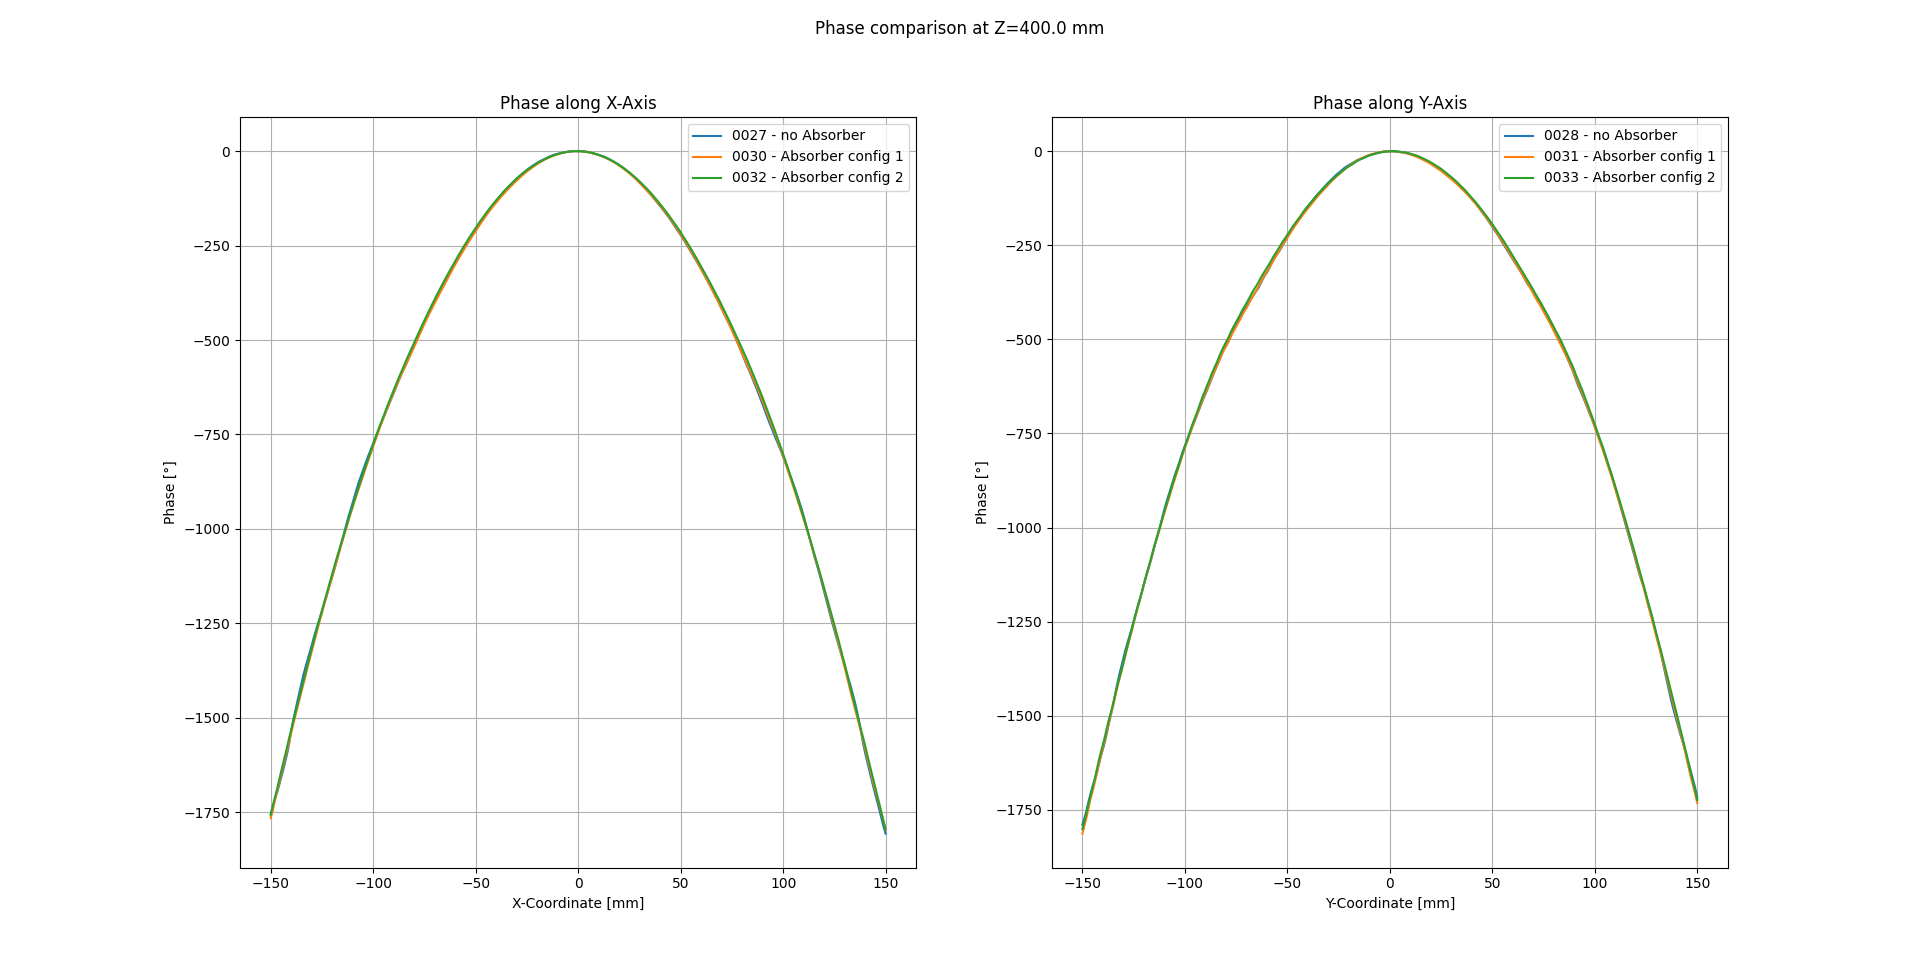 Phase comparison at Z=400.0 mm
Phase along X-Axis
0027 - no Absorber
0030 - Absorber config 1
0032 - Absorber config 2
0
−250
−500
−750
−1000
−1250
−1500
−1750
Phase [°]
−150
−100
−50
0
50
100
150
X-Coordinate [mm]
Phase along Y-Axis
0028 - no Absorber
0031 - Absorber config 1
0033 - Absorber config 2
0
−250
−500
−750
−1000
−1250
−1500
−1750
Phase [°]
−150
−100
−50
0
50
100
150
Y-Coordinate [mm]